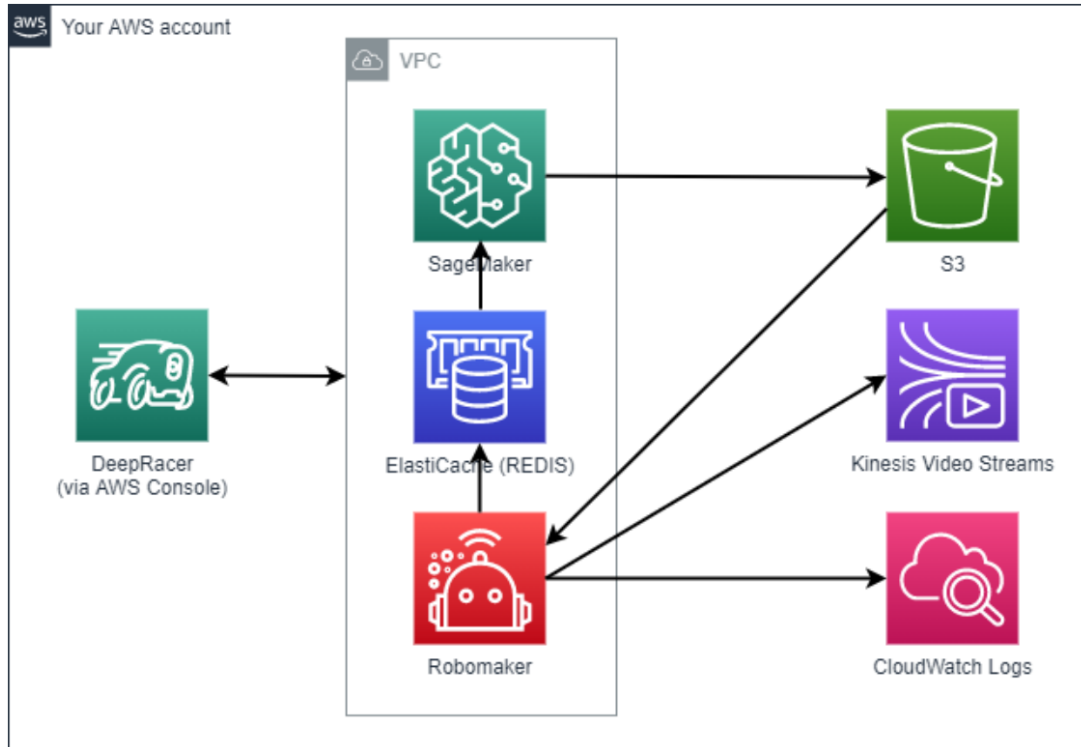 aws
Your AWS account
VPC
SageMaker
S3
DeepRacer
(via AWS Console)
ElastiCache (REDIS)
Kinesis Video Streams
Robomaker
CloudWatch Logs